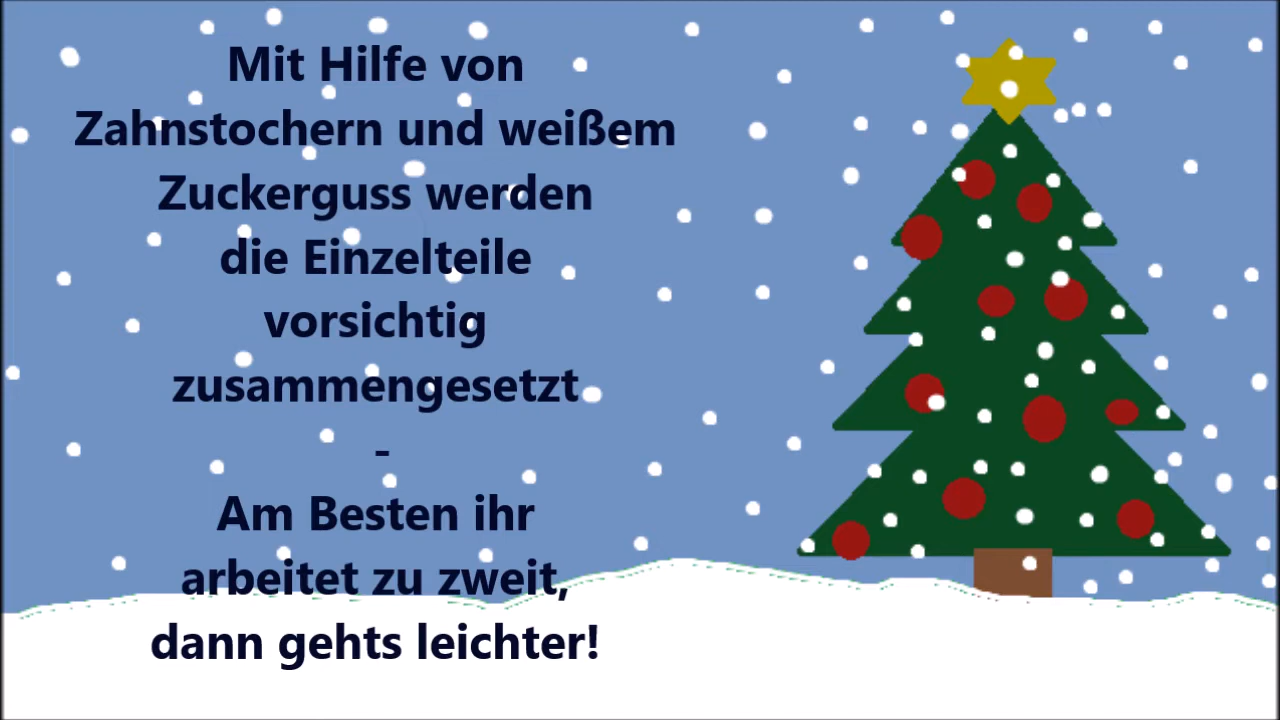 Mit Hilfe von
Zahnstochern und weißem
Zuckerguss werden
die Einzelteile
vorsichtig
zusammengesetzt
-
Am Besten ihr
arbeitet zu zweit,
dann gehts leichter!